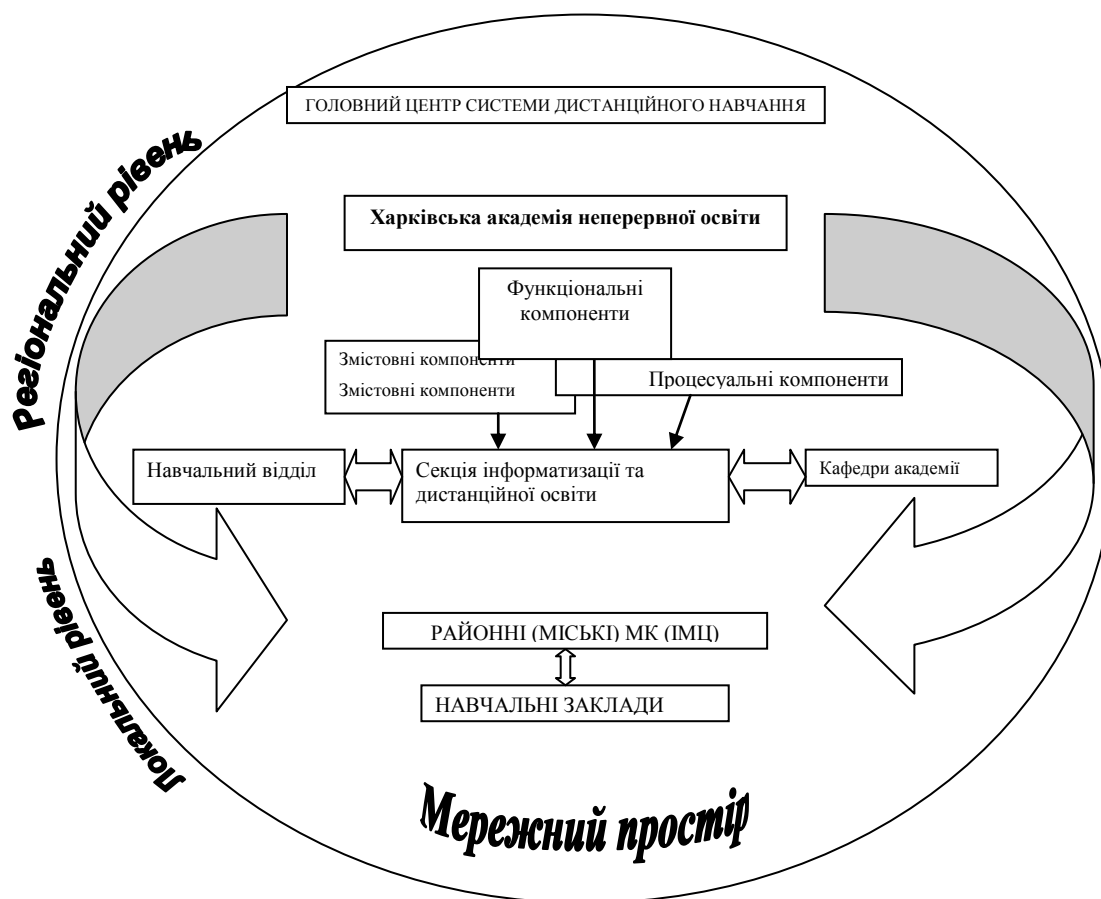 ГОЛОВНИЙ ЦЕНТР СИСТЕМИ ДИСТАНЦІЙНОГО НАВЧАННЯ
Регіональний рівень
Харківська академія неперервної освіти
Функціональні
компоненти
Змістовні компоненти
Змістовні компоненти
Процесуальні компоненти
Навчальний відділ
Секція інформатизації та
дистанційної освіти
Кафедри академії
Локальний рівень
РАЙОННІ (МІСЬКІ) МК (ІМЦ)
НАВЧАЛЬНІ ЗАКЛАДИ
Мережний простір